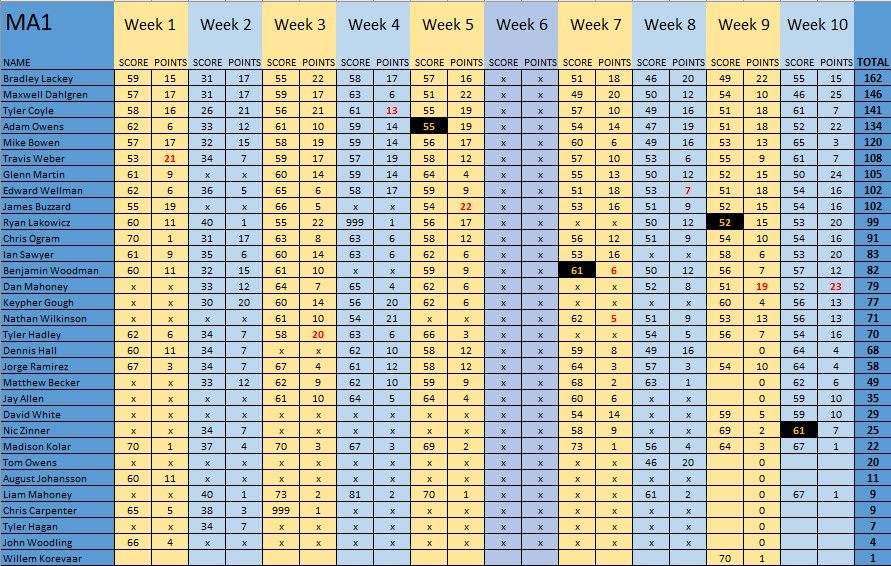 MA1 Week 1 Week 2 Week 3 Week 4 Week 5 Week 6 Week 7 Week 8 Week 9 Week 10
NAME SCORE POINTS SCORE POINTS SCORE POINTS SCORE POINTS SCORE POINTS SCORE POINTS SCORE POINTS SCORE POINTS SCORE POINTS SCORE POINTS TOTAL
Bradley Lackey 59 15 31 17 55 22 58 17 57 16 x x 51 18 46 20 49 22 55 15 162
Maxwell Dahlgren 57 17 31 17 59 17 63 6 51 22 x x 49 20 50 12 54 10 46 25 146
Tyler Coyle 58 16 26 21 56 21 61 13 55 19 x x 57 10 49 16 51 18 61 7 141
Adam Owens 62 6 33 12 61 10 59 14 55 19 x x 54 14 47 19 51 18 52 22 134
Mike Bowen 57 17 32 15 58 19 59 14 56 17 x x 60 6 49 16 53 13 65 3 120
Travis Weber 53 21 34 7 59 17 57 19 58 12 x x 57 10 53 6 55 9 61 7 108
Glenn Martin 61 9 x x 60 14 59 14 64 4 x x 55 13 50 12 52 15 50 24 105
Edward Wellman 62 6 36 5 65 6 58 17 59 9 x x 51 18 53 7 51 18 54 16 102
James Buzzard 55 19 x x 66 5 x x 54 22 x x 53 16 51 9 52 15 54 16 102
Ryan Lakowicz 60 11 40 1 55 22 999 1 56 17 x x x x 50 12 52 15 53 20 99
Chris Ogram 70 1 31 17 63 8 63 6 58 12 x x 56 12 51 9 54 10 54 16 91
Ian Sawyer 61 9 35 6 60 14 63 6 62 6 x x 53 16 x x 58 6 53 20 83
Benjamin Woodman 60 11 32 15 61 10 x x 59 9 x x 61 6 50 12 56 7 57 12 82
Dan Mahoney x x 33 12 64 7 65 4 62 6 x x x x 52 8 51 19 52 23 79
Keypher Gough x x 30 20 60 14 56 20 62 6 x x x x x x 60 4 56 13 77
Nathan Wilkinson x x x x 61 10 54 21 x x x x 62 5 51 9 53 13 56 13 71
Tyler Hadley 62 6 34 7 58 20 63 6 66 3 x x x x 54 5 56 7 54 16 70
Dennis Hall 60 11 34 7 x x 62 10 58 12 x x 59 8 49 16 0 64 4 68
Jorge Ramirez 67 3 34 7 67 4 61 12 58 12 x x 64 3 57 3 54 10 64 4 58
Matthew Becker x x 33 12 62 9 62 10 59 9 x x 68 2 63 1 0 62 6 49
Jay Allen x x x x 61 10 64 5 64 4 x x 60 6 x x 0 59 10 35
David White x x x x x x x x x x x x 54 14 x x 59 5 59 10 29
Nic Zinner x x 34 7 x x x x x x x x 58 9 x x 69 2 61 7 25
Madison Kolar 70 1 37 4 70 3 67 3 69 2 x x 73 1 56 4 64 3 67 1 22
Tom Owens x x x x x x x x x x x x x x 46 20 0 20
August Johansson 60 11 x x x x x x x x x x x x x x 0 11
Liam Mahoney x x 40 1 73 2 81 2 70 1 x x x x 61 2 0 67 1 9
Chris Carpenter 65 5 38 3 999 1 x x x x x x x x x x 0 9
Tyler Hagan x x 34 7 x x x x x x x x x x x x 0 7
John Woodling 66 4 x x x x x x x x x x x x x x 0 4
Willem Korevaar 70 1 1